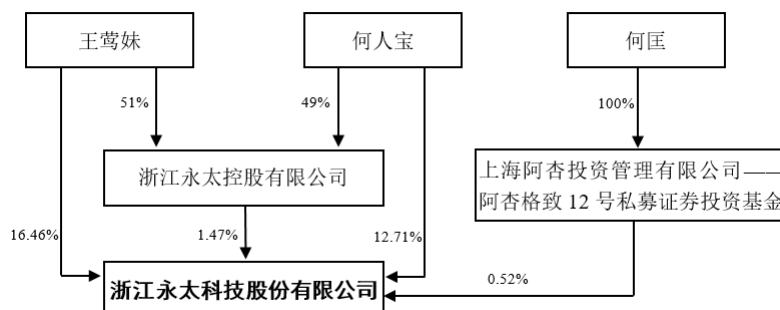 王莺妹
何人宝
何匡
51%
49%
100%
浙江永太控股有限公司
上海阿杏投资管理有限公司——
阿杏格致 12 号私募证券投资基金
16.46%
1.47%
12.71%
0.52%
浙江永太科技股份有限公司